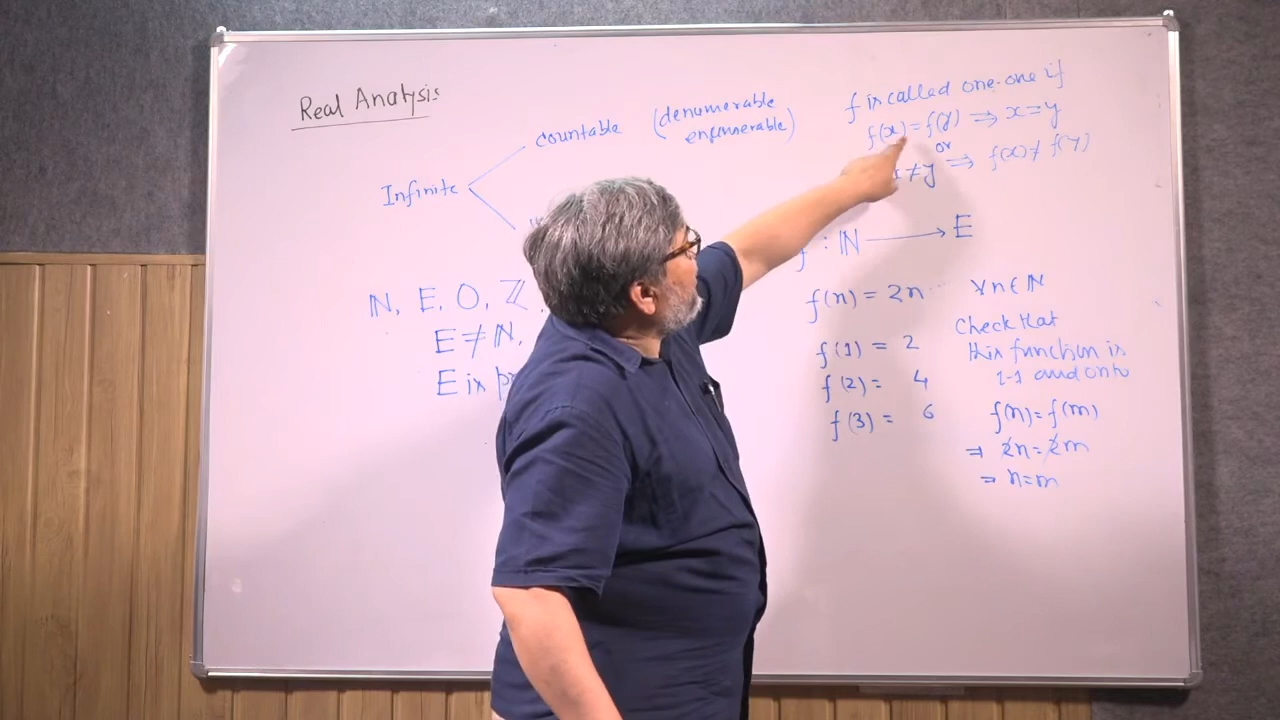 Real Analysis
countable (denumerable
enumerable)
Infinite
N, E, O, ℤ,
E ≠ N,
E is
f is called one-one if
f(x) = f(y) ⇒ x = y
or
≠ y ⇒ f(x) ≠ f(y)
f : N → E
f(n) = 2n ∀ n ∈ N
f(1) = 2
f(2) = 4
f(3) = 6
Check that
this function is
1-1 and onto
f(n) = f(m)
⇒ 2n = 2m
⇒ n = m